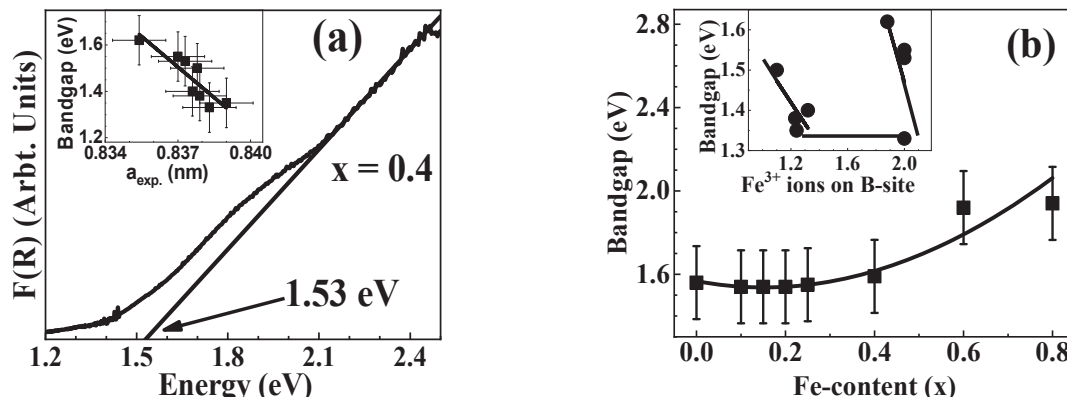 F(R) (Arbt. Units)
Bandgap (eV)
1.6
1.4
1.2
0.834
0.837
0.840
a_exp. (nm)
(a)
x = 0.4
1.53 eV
1.2
1.5
1.8
2.1
2.4
Energy (eV)
Bandgap (eV)
2.8
2.4
2.0
1.6
Bandgap (eV)
1.6
1.5
1.4
1.3
1.2
1.6
2.0
Fe³⁺ ions on B-site
(b)
0.0
0.2
0.4
0.6
0.8
Fe-content (x)